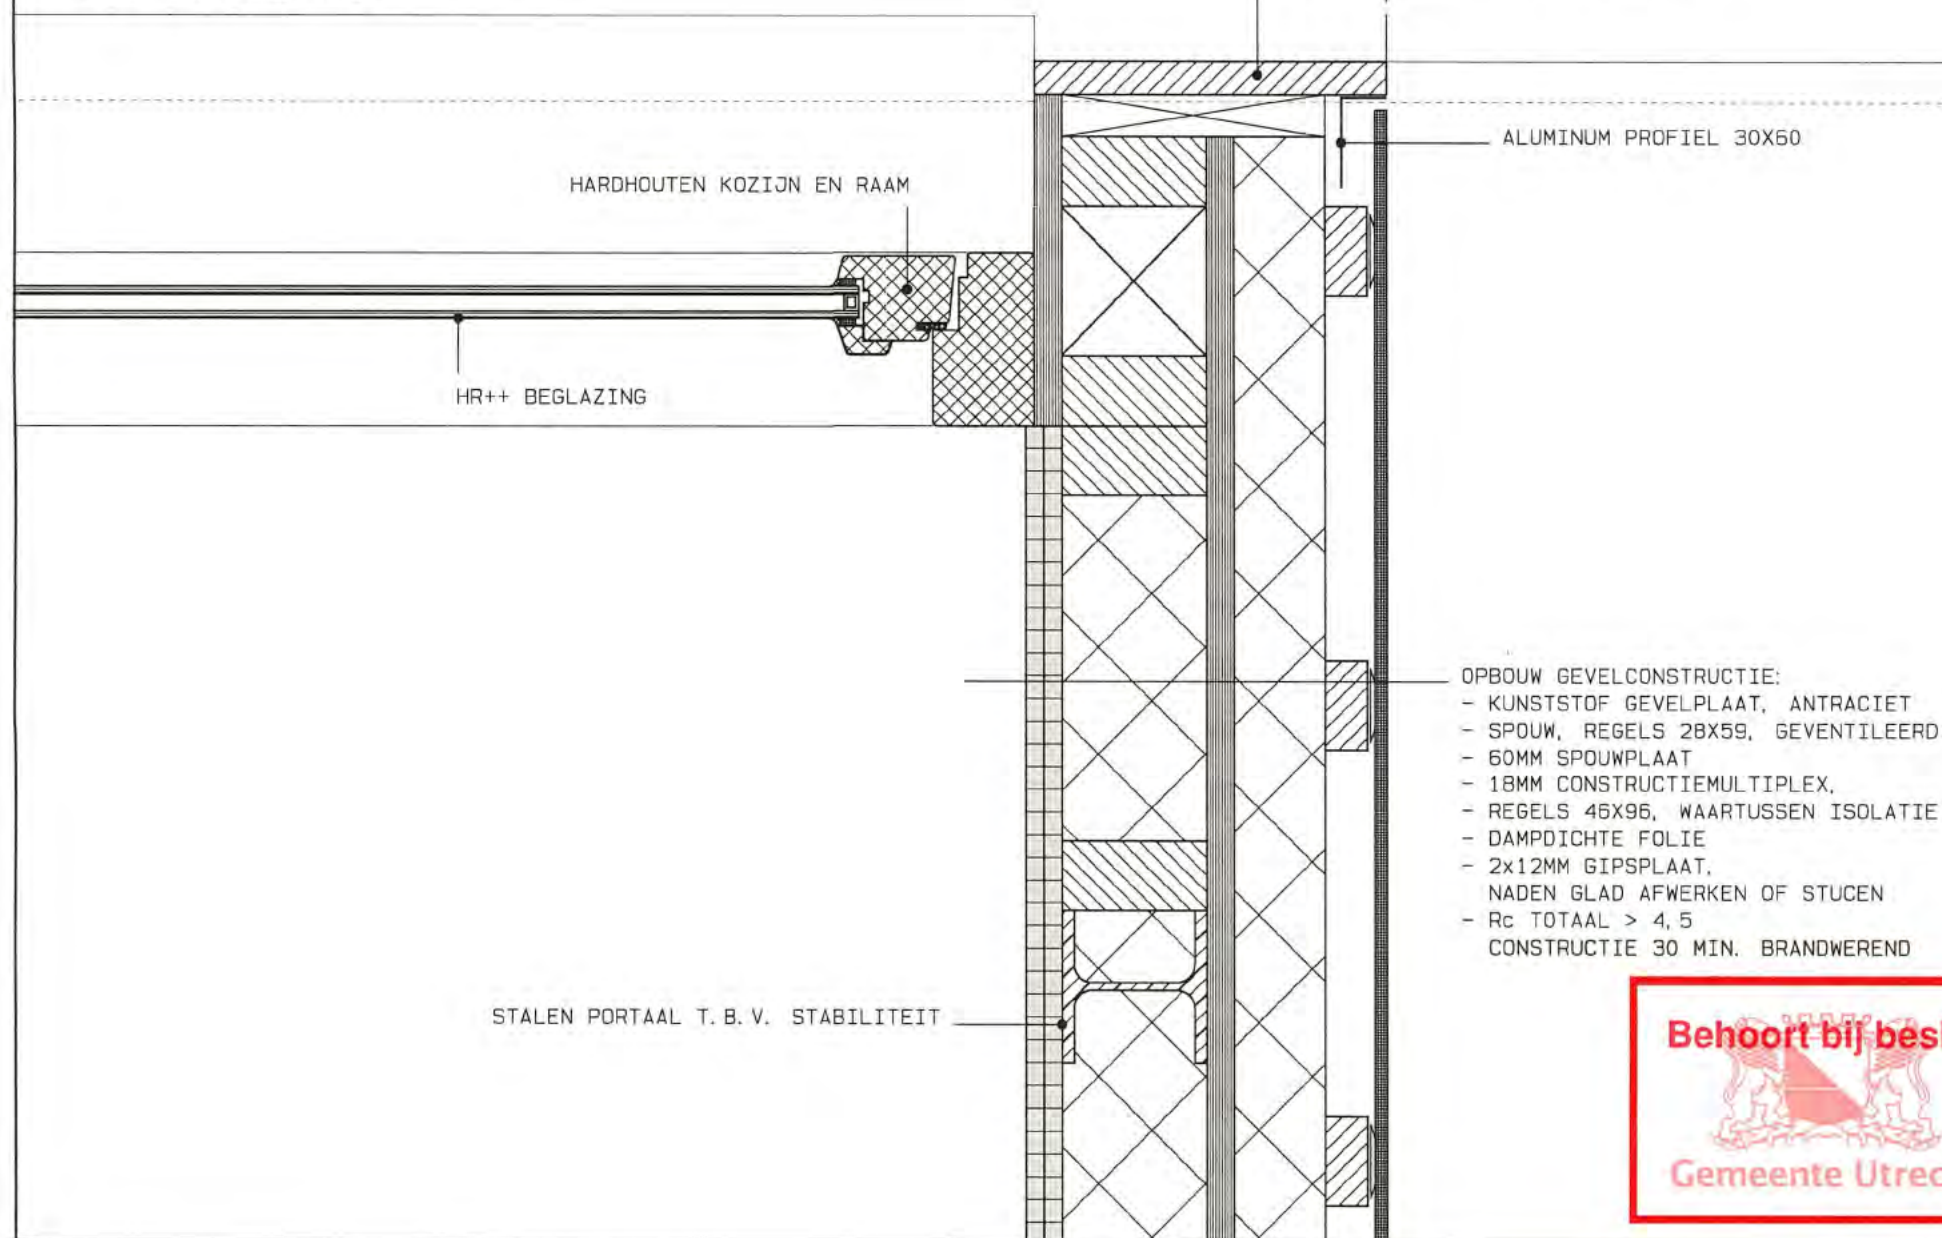 ALUMINUM PROFIEL 30X60
HARDHOUTEN KOZIJN EN RAAM
HR++ BEGLAZING
OPBOUW GEVELCONSTRUCTIE:
- KUNSTSTOF GEVELPLAAT, ANTRACIET
- SPOUW, REGELS 28X59, GEVENTILEERD
- 60MM SPOUWPLAAT
- 18MM CONSTRUCTIEMULTIPLEX,
- REGELS 46X96, WAARTUSSEN ISOLATIE
- DAMPDICHTE FOLIE
- 2x12MM GIPSPLAAT,
NADEN GLAD AFWERKEN OF STUCEN
- Rc TOTAAL > 4,5
CONSTRUCTIE 30 MIN. BRANDWEREND
STALEN PORTAAL T.B.V. STABILITEIT
Behoort bij besl
Gemeente Utrec